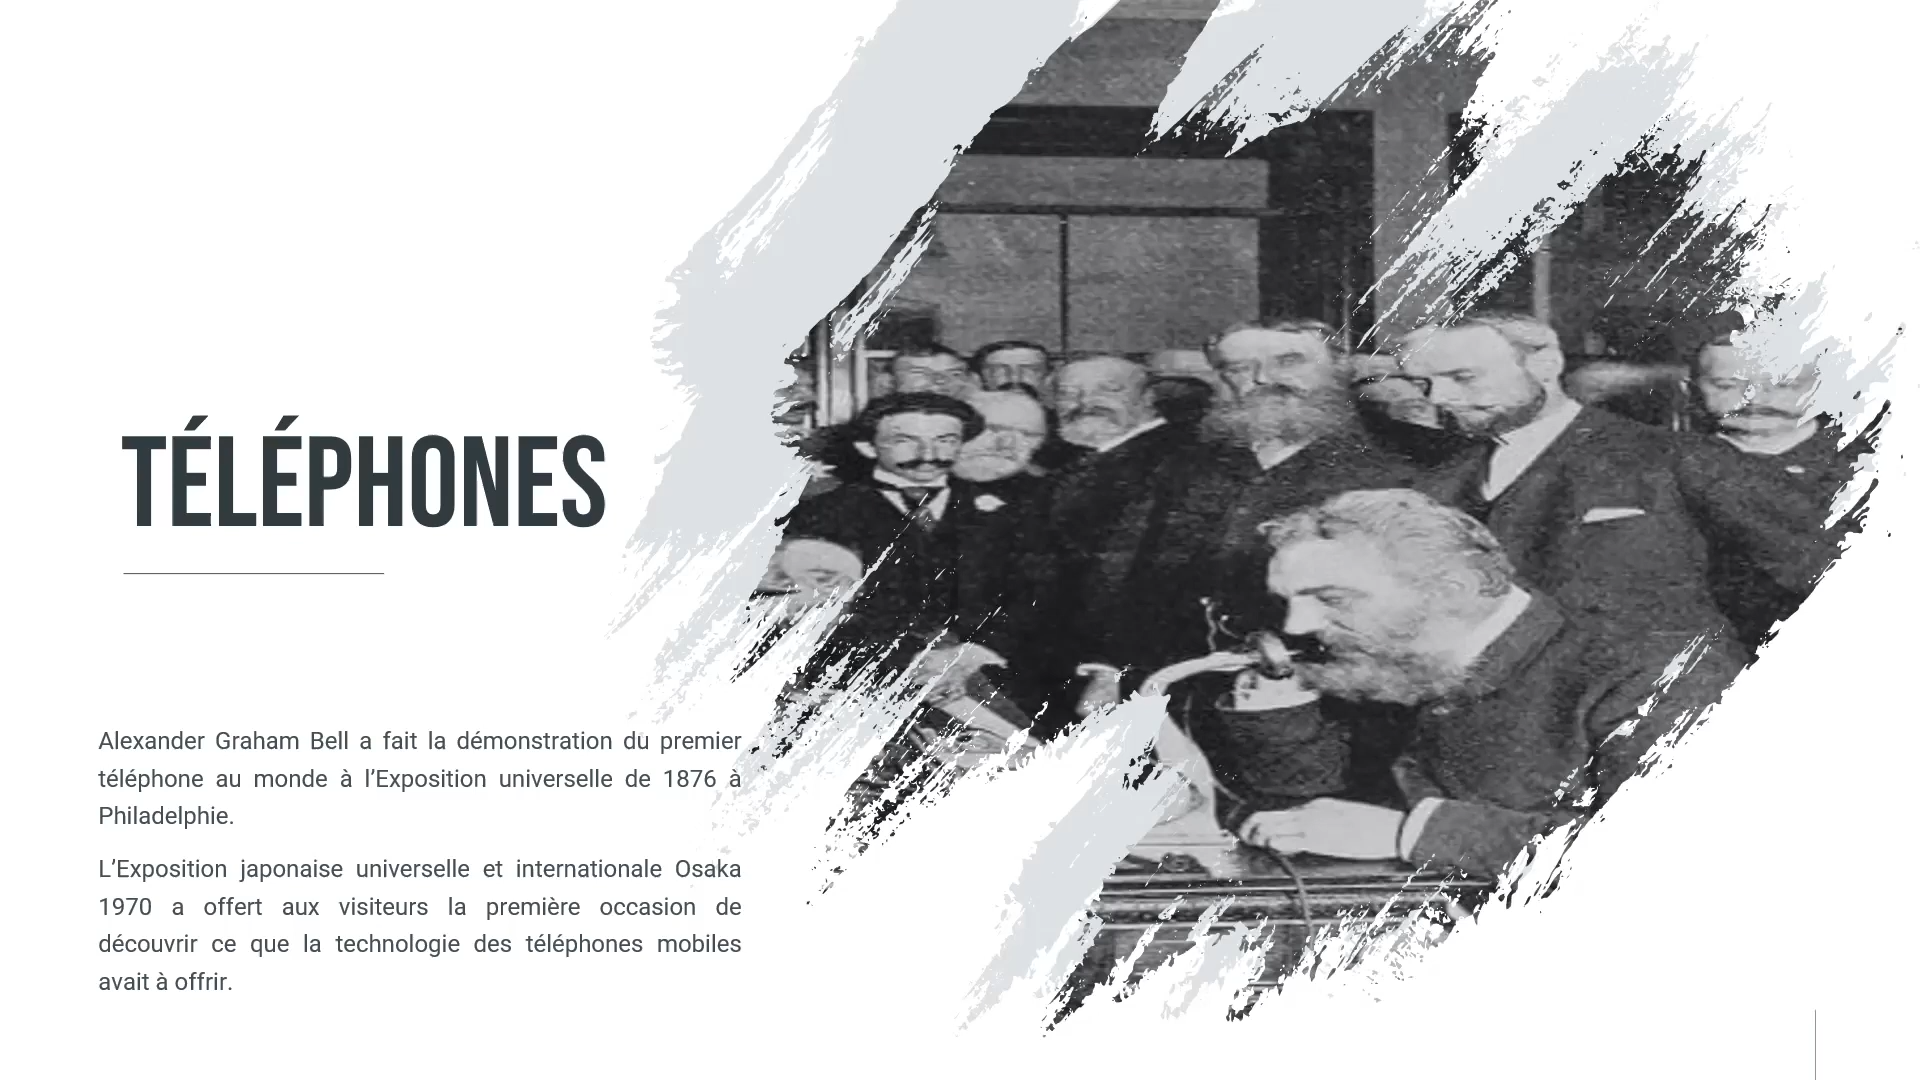 TÉLÉPHONES
Alexander Graham Bell a fait la démonstration du premier
téléphone au monde à l’Exposition universelle de 1876 à
Philadelphie.
L’Exposition japonaise universelle et internationale Osaka
1970 a offert aux visiteurs la première occasion de
découvrir ce que la technologie des téléphones mobiles
avait à offrir.